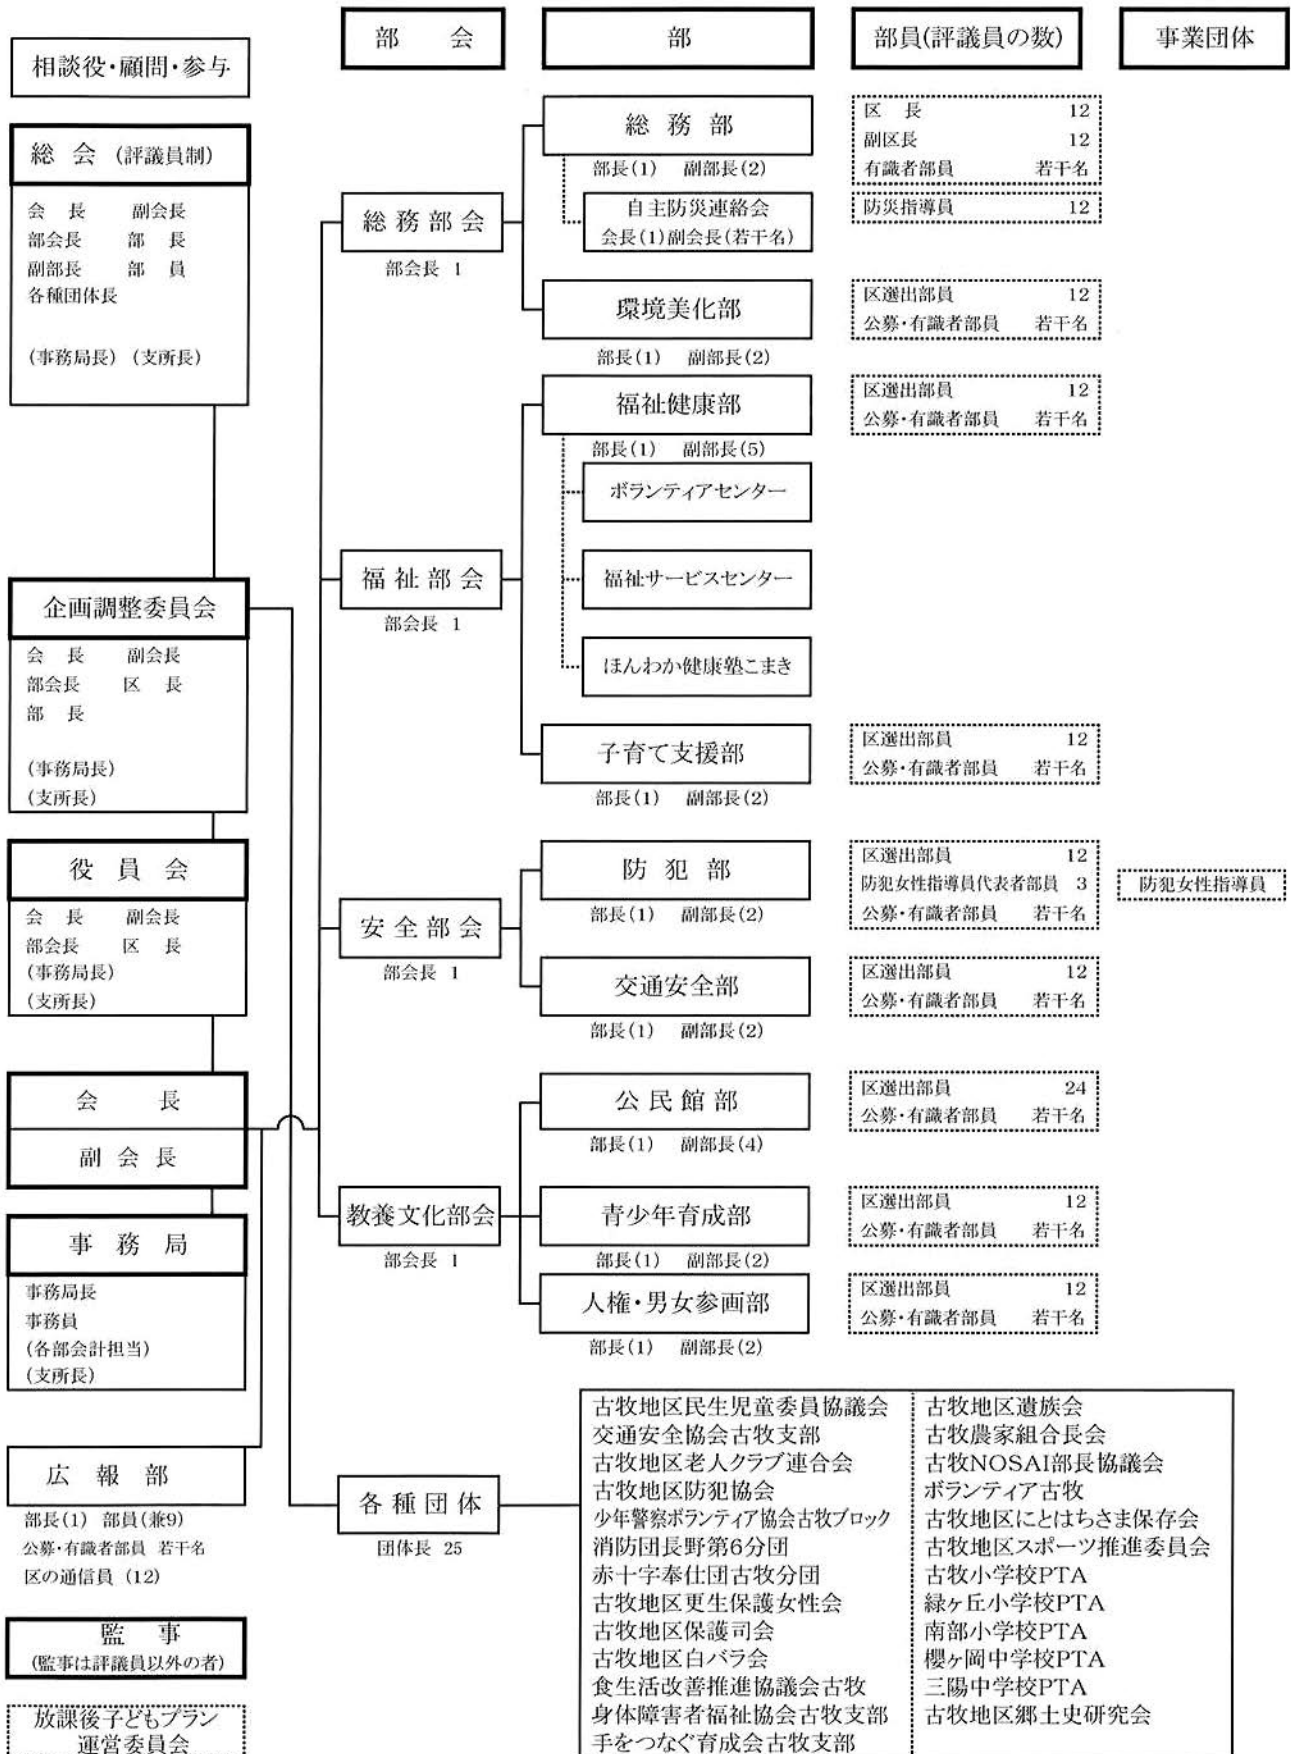 相談役・顧問・参与
総 会 (評議員制)
会 長 副会長
部会長 部 長
副部長 部 員
各種団体長
(事務局長) (支所長)
企画調整委員会
会 長 副会長
部会長 区 長
部 長
(事務局長)
(支所長)
役 員 会
会 長 副会長
部会長 区 長
(事務局長)
(支所長)
会 長
副 会 長
事 務 局
事務局長
事務員
(各部会計担当)
(支所長)
広 報 部
部長(1) 部員(兼9)
公募・有識者部員 若干名
区の通信員 (12)
監 事
(監事は評議員以外の者)
放課後子どもプラン
運営委員会
部 会
総 務 部 会
部会長 1
福 祉 部 会
部会長 1
安 全 部 会
部会長 1
教養文化部会
部会長 1
各 種 団 体
団体長 25
部
総 務 部
部長(1) 副部長(2)
自主防災連絡会
会長(1)副会長(若干名)
環境美化部
部長(1) 副部長(2)
福祉健康部
部長(1) 副部長(5)
ボランティアセンター
福祉サービスセンター
ほんわか健康塾こまき
子育て支援部
部長(1) 副部長(2)
防 犯 部
部長(1) 副部長(2)
交通安全部
部長(1) 副部長(2)
公 民 館 部
部長(1) 副部長(4)
青少年育成部
部長(1) 副部長(2)
人権・男女参画部
部長(1) 副部長(2)
部員(評議員の数)
区 長 12
副区長 12
有識者部員 若干名
防災指導員 12
区選出部員 12
公募・有識者部員 若干名
区選出部員 12
公募・有識者部員 若干名
区選出部員 12
公募・有識者部員 若干名
区選出部員 12
防犯女性指導員代表者部員 3
公募・有識者部員 若干名
区選出部員 12
公募・有識者部員 若干名
区選出部員 24
公募・有識者部員 若干名
区選出部員 12
公募・有識者部員 若干名
区選出部員 12
公募・有識者部員 若干名
事業団体
防犯女性指導員
古牧地区民生児童委員協議会
交通安全協会古牧支部
古牧地区老人クラブ連合会
古牧地区防犯協会
少年警察ボランティア協会古牧ブロック
消防団長野第6分団
赤十字奉仕団古牧分団
古牧地区更生保護女性会
古牧地区保護司会
古牧地区白バラ会
食生活改善推進協議会古牧
身体障害者福祉協会古牧支部
手をつなぐ育成会古牧支部
古牧地区遺族会
古牧農家組合長会
古牧NOSAI部長協議会
ボランティア古牧
古牧地区にとはちさま保存会
古牧地区スポーツ推進委員会
古牧小学校PTA
緑ヶ丘小学校PTA
南部小学校PTA
櫻ヶ岡中学校PTA
三陽中学校PTA
古牧地区郷土史研究会